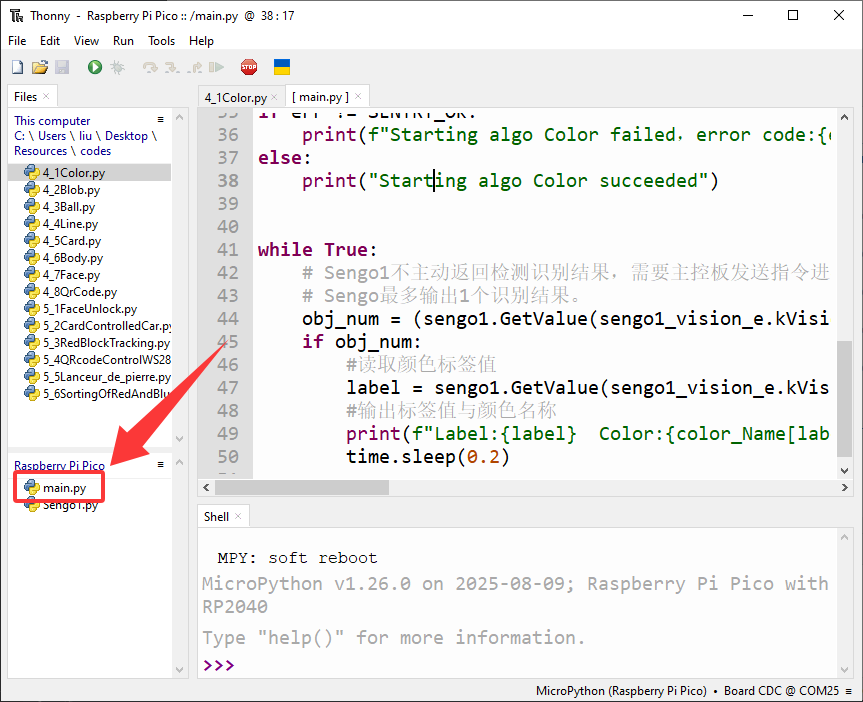 Thonny - Raspberry Pi Pico :: /main.py @ 38 : 17
File Edit View Run Tools Help
STOP
Files
This computer
C: \ Users \ liu \ Desktop \
Resources \ codes
4_1Color.py
4_2Blob.py
4_3Ball.py
4_4Line.py
4_5Card.py
4_6Body.py
4_7Face.py
4_8QrCode.py
5_1FaceUnlock.py
5_2CardControlledCar.py
5_3RedBlockTracking.py
5_4QRcodeControlWS28
5_5Lanceur_de_pierre.py
5_6SortingOfRedAndBlu
Raspberry Pi Pico
main.py
Sengo1.py
4_1Color.py
[ main.py ]
35 if err != SENTRY_OK:
36 print(f"Starting algo Color failed, error code:{e
37 else:
38 print("Starting algo Color succeeded")
39
40
41 while True:
42 # Sengo1不主动返回检测识别结果，需要主控板发送指令进
43 # Sengo最多输出1个识别结果。
44 obj_num = (sengo1.GetValue(sengo1_vision_e.kVisi
45 if obj_num:
46 #读取颜色标签值
47 label = sengo1.GetValue(sengo1_vision_e.kVis
48 #输出标签值与颜色名称
49 print(f"Label:{label} Color:{color_Name[lab
50 time.sleep(0.2)
Shell
MPY: soft reboot
MicroPython v1.26.0 on 2025-08-09; Raspberry Pi Pico with
RP2040
Type "help()" for more information.
>>>
MicroPython (Raspberry Pi Pico) • Board CDC @ COM25